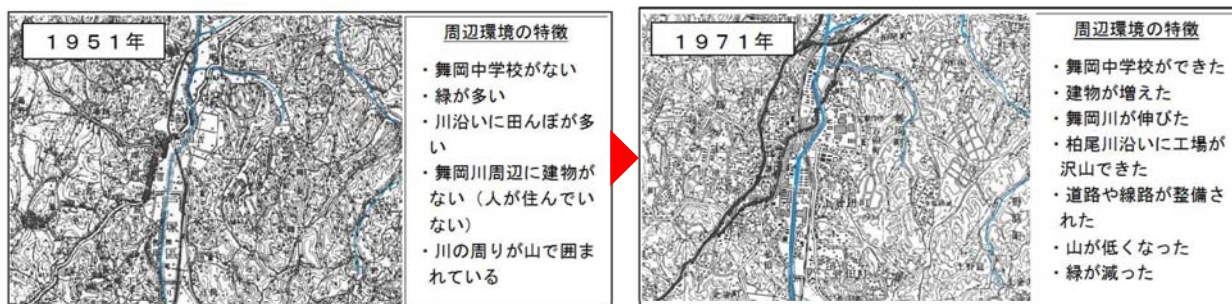 1951年
周辺環境の特徴
・舞岡中学校がない
・緑が多い
・川沿いに田んぼが多
い
・舞岡川周辺に建物が
ない（人が住んでい
ない）
・川の周りが山で囲ま
れている
1971年
周辺環境の特徴
・舞岡中学校ができた
・建物が増えた
・舞岡川が伸びた
・柏尾川沿いに工場が
沢山できた
・道路や線路が整備さ
れた
・山が低くなった
・緑が減った